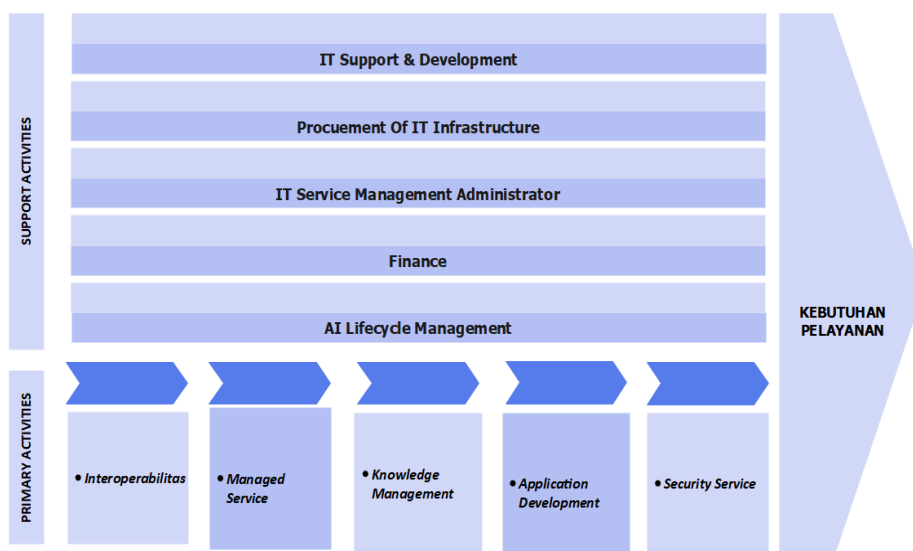 SUPPORT ACTIVITIES
IT Support & Development
Procuement Of IT Infrastructure
IT Service Management Administrator
Finance
AI Lifecycle Management
KEBUTUHAN
PELAYANAN
PRIMARY ACTIVITIES
• Interoperabilitas
• Managed
Service
• Knowledge
Management
• Application
Development
• Security Service